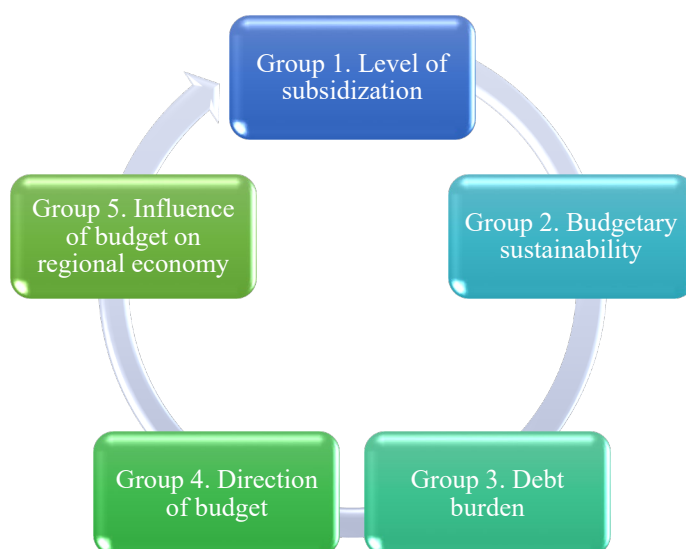 Group 1. Level of
subsidization
Group 2. Budgetary
sustainability
Group 3. Debt
burden
Group 4. Direction
of budget
Group 5. Influence
of budget on
regional economy